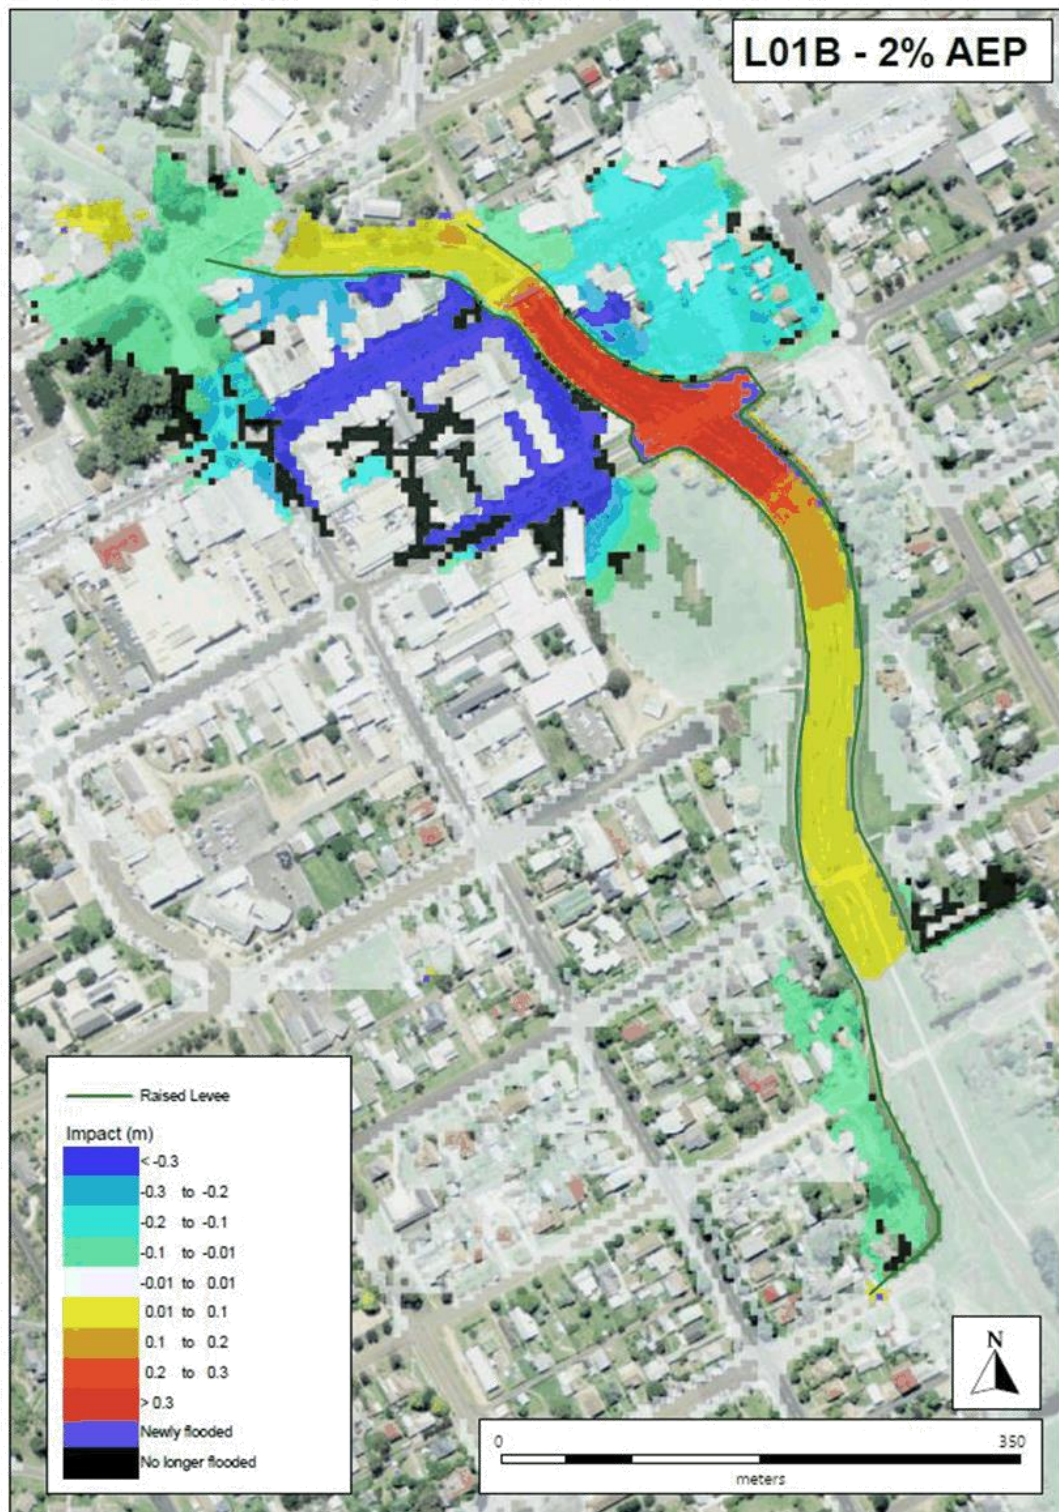 L01B - 2% AEP
Raised Levee
Impact (m)
< -0.3
-0.3 to -0.2
-0.2 to -0.1
-0.1 to -0.01
-0.01 to 0.01
0.01 to 0.1
0.1 to 0.2
0.2 to 0.3
> 0.3
Newly flooded
No longer flooded
N
0 350
meters